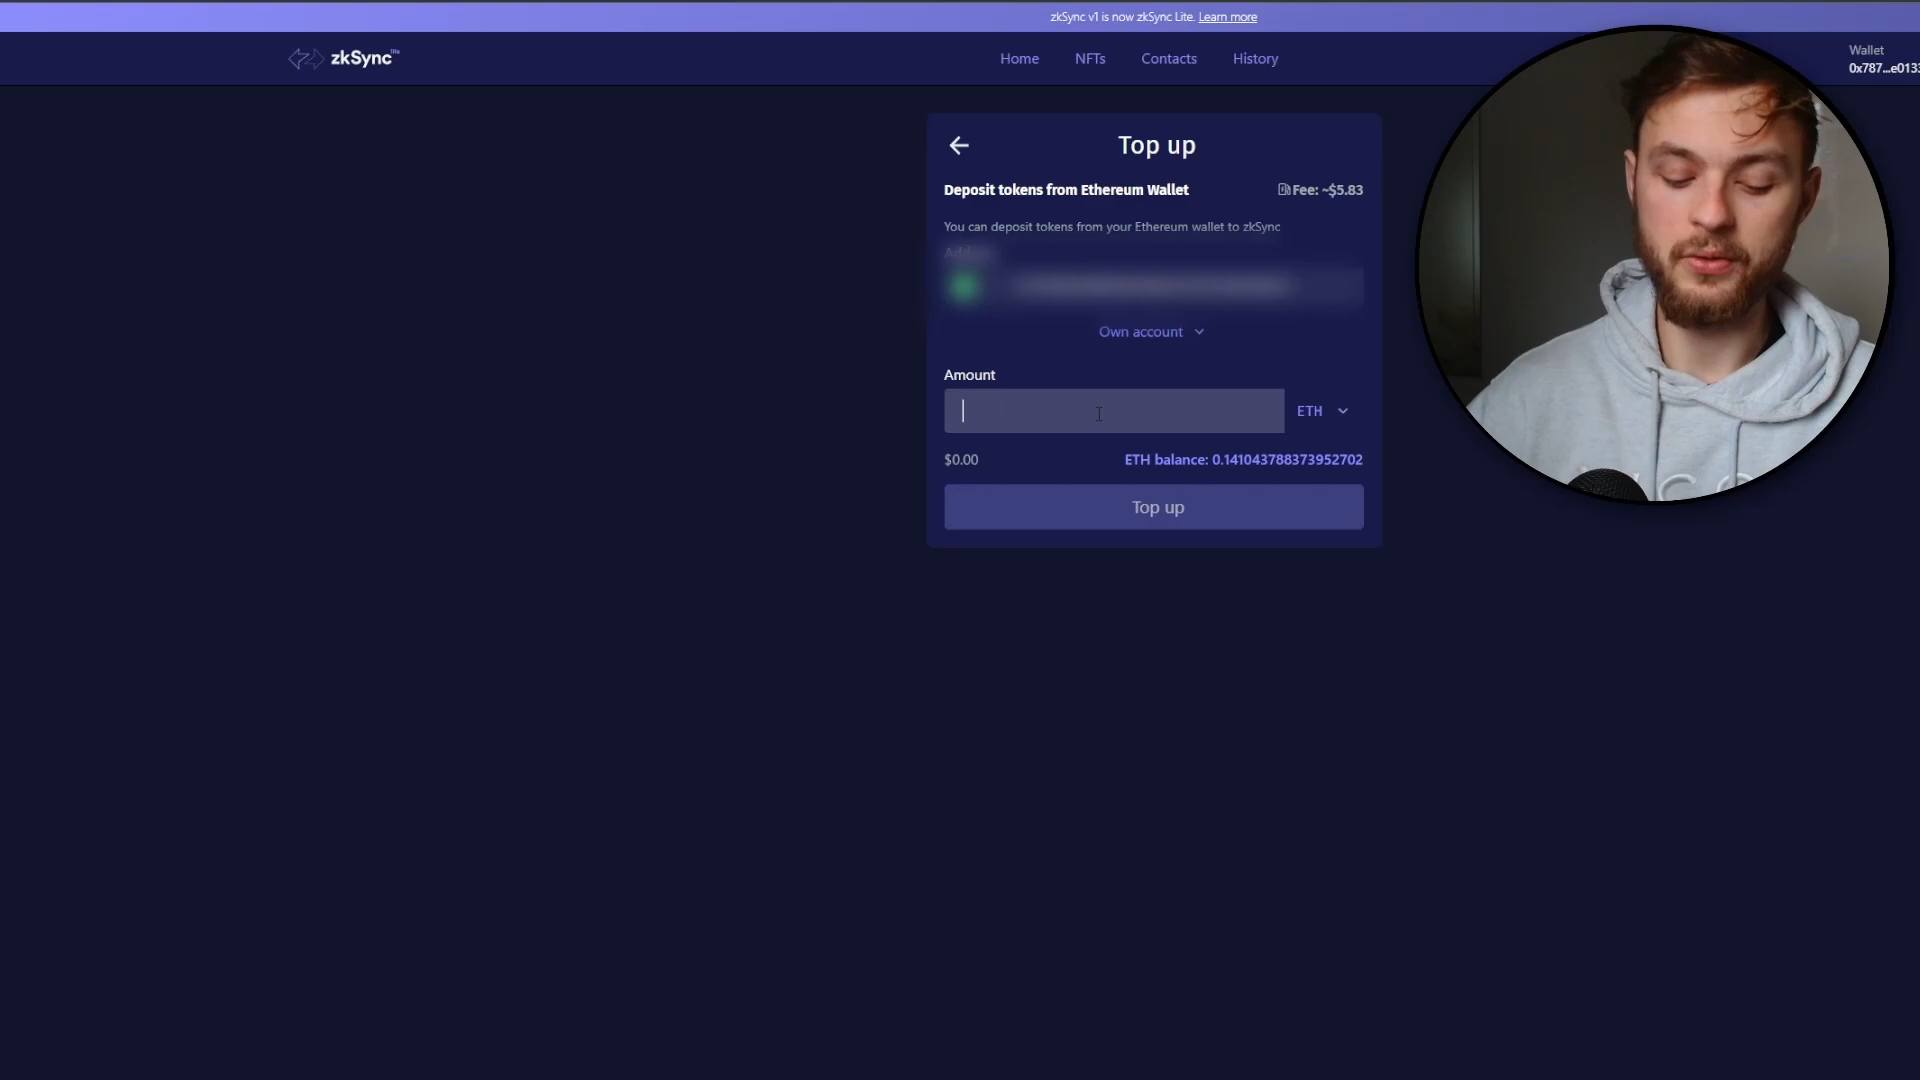 zkSync v1 is now zkSync Lite. Learn more
zkSync lite
Home NFTs Contacts History
Wallet
0x787...e0133
Top up
Deposit tokens from Ethereum Wallet
Fee: ~$5.83
You can deposit tokens from your Ethereum wallet to zkSync
Own account
Amount
ETH
$0.00
ETH balance: 0.141043788373952702
Top up